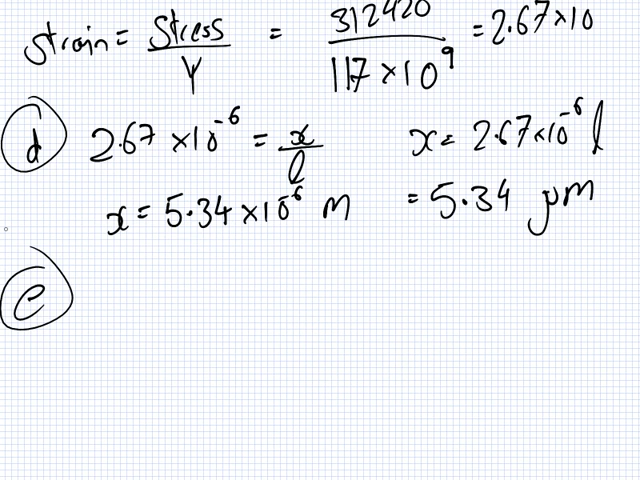 Strain = Stress / Y = 312420 / 117 × 10⁹ = 2.67 × 10
d 2.67 × 10⁻⁶ = x / l x = 2.67 × 10⁻⁶ l
x = 5.34 × 10⁻⁶ m = 5.34 μm
e